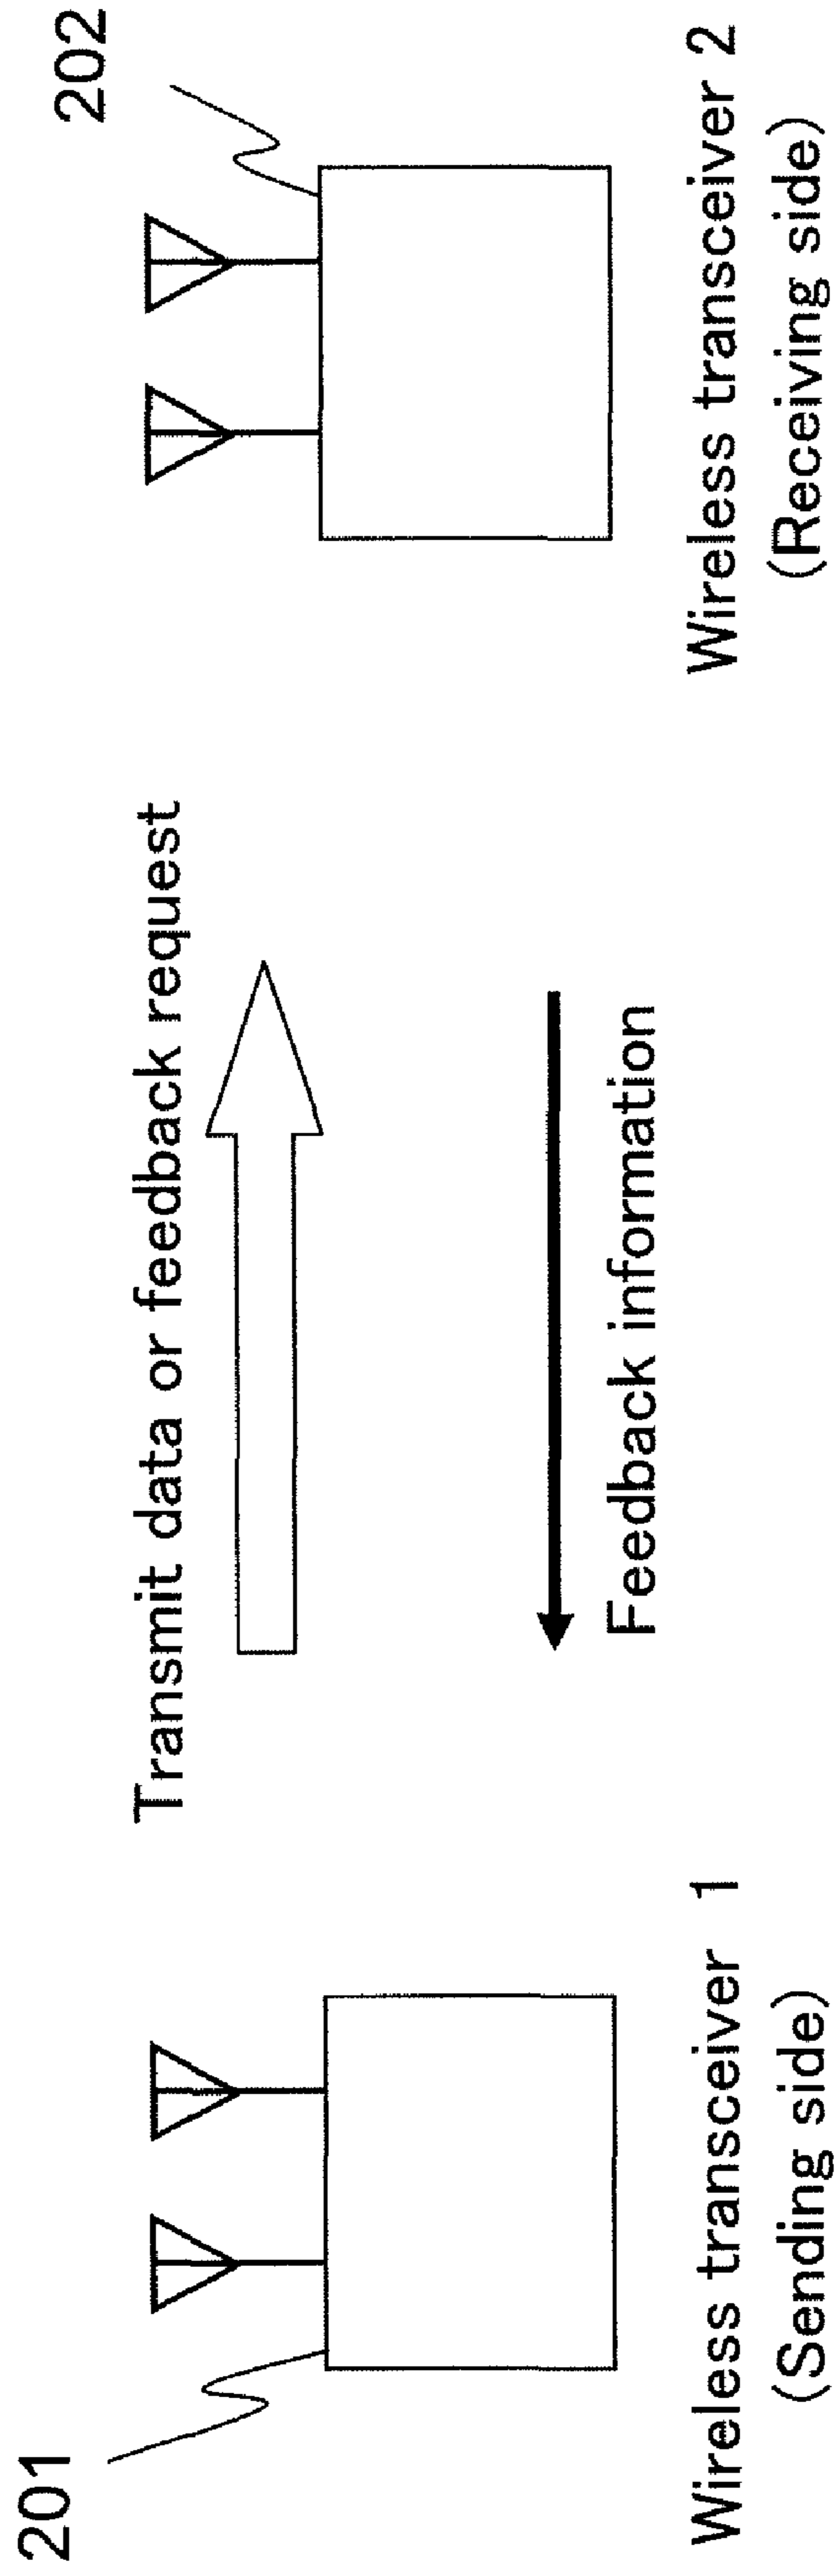 201
202
Transmit data or feedback request
Feedback information
Wireless transceiver 1
(Sending side)
Wireless transceiver 2
(Receiving side)